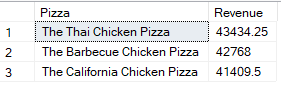 Pizza Revenue
1 The Thai Chicken Pizza 43434.25
2 The Barbecue Chicken Pizza 42768
3 The California Chicken Pizza 41409.5